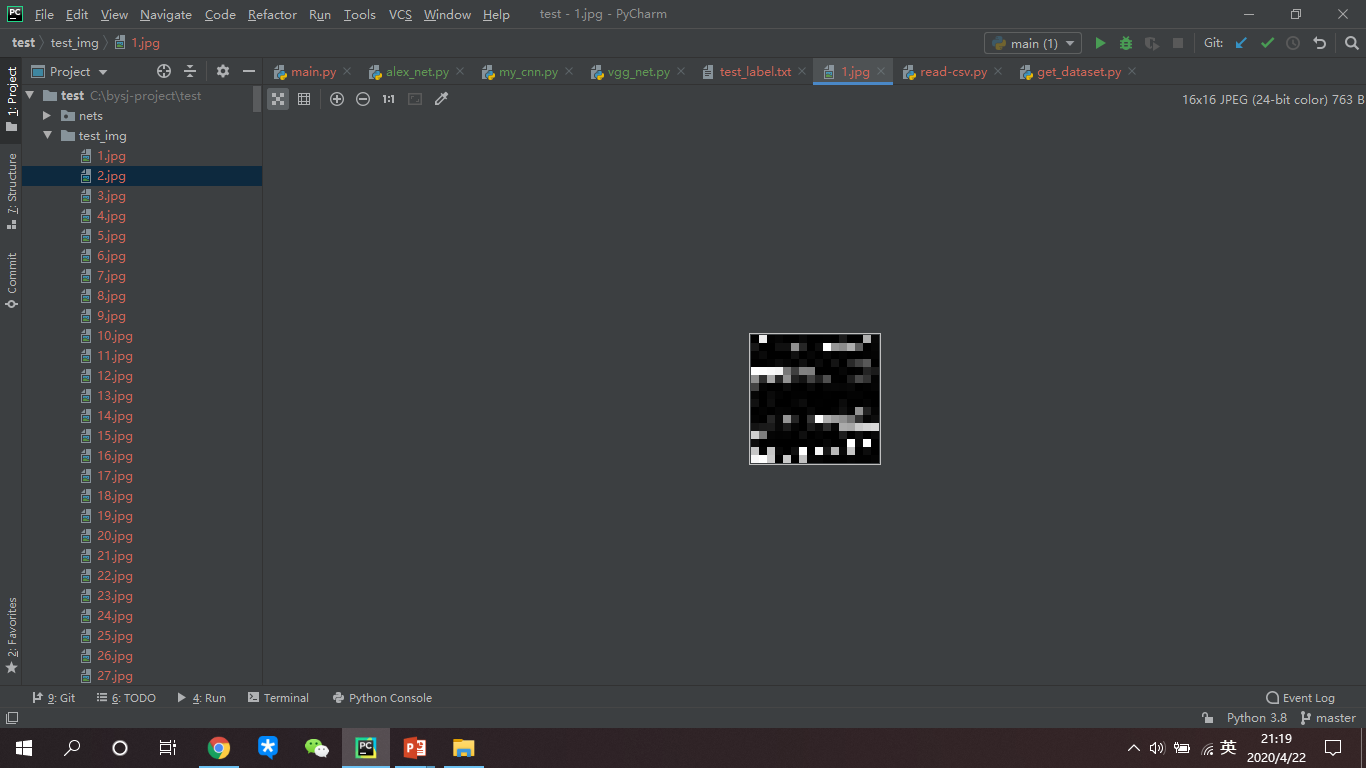 PC File Edit View Navigate Code Refactor Run Tools VCS Window Help test - 1.jpg - PyCharm
test test_img 1.jpg main (1) Git:
Project main.py alex_net.py my_cnn.py vgg_net.py test_label.txt 1.jpg read-csv.py get_dataset.py
test C:\bysj-project\test 1:1 16x16 JPEG (24-bit color) 763 B
nets
test_img
1.jpg
2.jpg
3.jpg
4.jpg
5.jpg
6.jpg
7.jpg
8.jpg
9.jpg
10.jpg
11.jpg
12.jpg
13.jpg
14.jpg
15.jpg
16.jpg
17.jpg
18.jpg
19.jpg
20.jpg
21.jpg
22.jpg
23.jpg
24.jpg
25.jpg
26.jpg
27.jpg
1: Project
7: Structure
Commit
2: Favorites
9: Git 6: TODO 4: Run Terminal Python Console Event Log
Python 3.8 master
PC P 英 21:19
2020/4/22